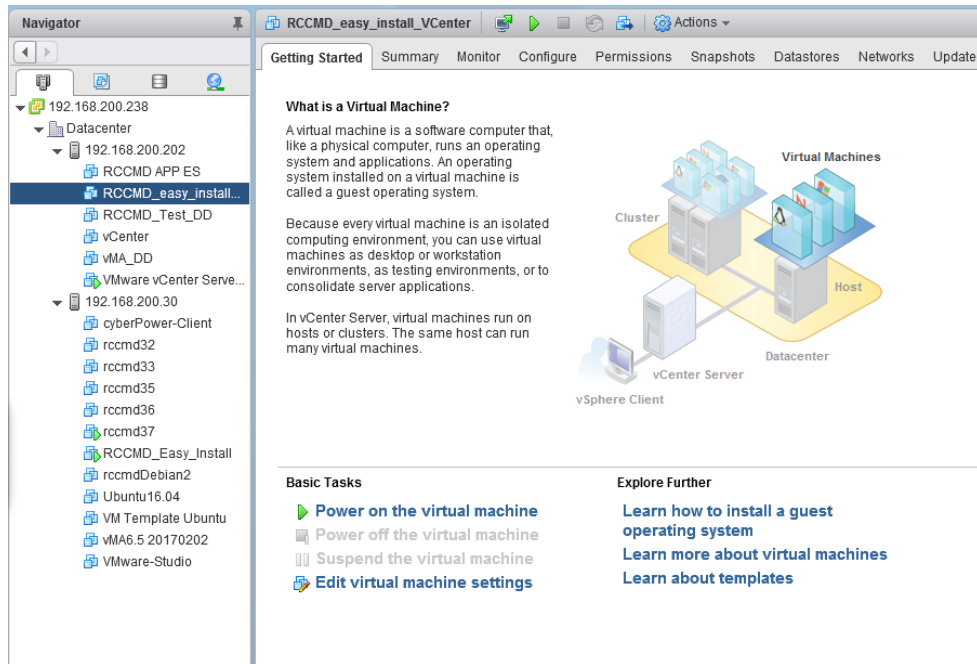 Navigator
RCCMD_easy_install_VCenter
Actions
Getting Started Summary Monitor Configure Permissions Snapshots Datastores Networks Update
192.168.200.238
Datacenter
192.168.200.202
RCCMD APP ES
RCCMD_easy_install...
RCCMD_Test_DD
vCenter
vMA_DD
VMware vCenter Serve...
192.168.200.30
cyberPower-Client
rccmd32
rccmd33
rccmd35
rccmd36
rccmd37
RCCMD_Easy_Install
rccmdDebian2
Ubuntu16.04
VM Template Ubuntu
vMA6.5 20170202
VMware-Studio
What is a Virtual Machine?
A virtual machine is a software computer that,
like a physical computer, runs an operating
system and applications. An operating
system installed on a virtual machine is
called a guest operating system.
Because every virtual machine is an isolated
computing environment, you can use virtual
machines as desktop or workstation
environments, as testing environments, or to
consolidate server applications.
In vCenter Server, virtual machines run on
hosts or clusters. The same host can run
many virtual machines.
Virtual Machines
Cluster
Host
Datacenter
vCenter Server
vSphere Client
Basic Tasks
Power on the virtual machine
Power off the virtual machine
Suspend the virtual machine
Edit virtual machine settings
Explore Further
Learn how to install a guest
operating system
Learn more about virtual machines
Learn about templates